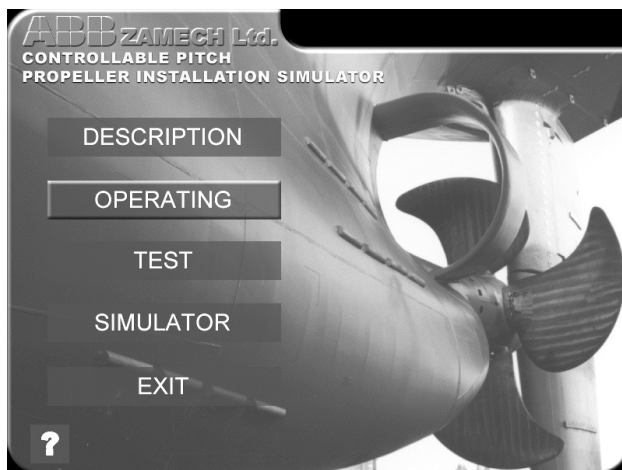 ABB ZAMECH Ltd.
CONTROLLABLE PITCH
PROPELLER INSTALLATION SIMULATOR
DESCRIPTION
OPERATING
TEST
SIMULATOR
EXIT
?